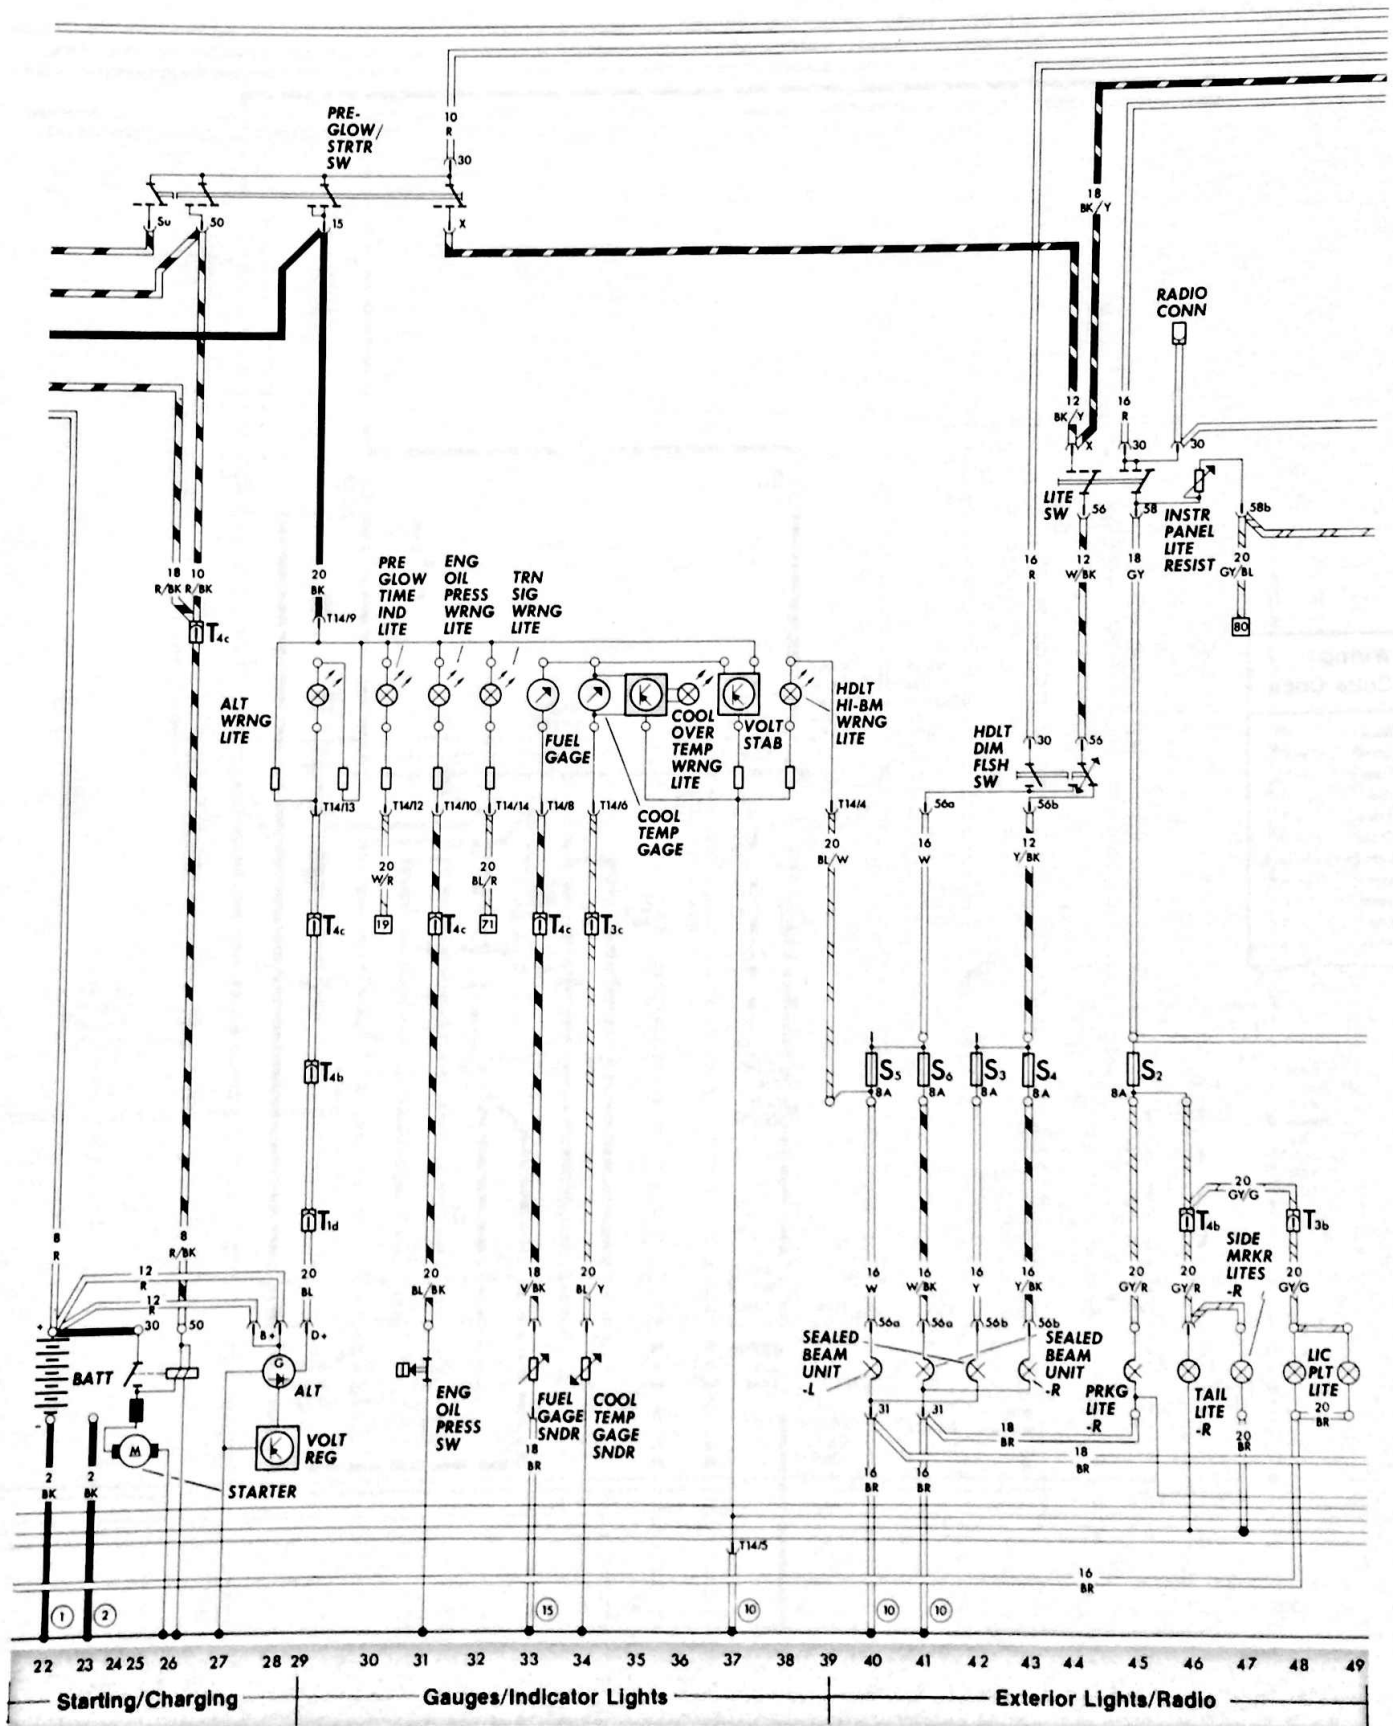 PRE-
GLOW/
STRTR
SW
10
R
30
Su
50
15
X
18
BK/Y
RADIO
CONN
12
BK/Y
16
R
X
30
30
LITE
SW
56
58
INSTR
PANEL
LITE
RESIST
58b
18
R/BK
10
R/BK
20
BK
T14/9
T4c
PRE
GLOW
TIME
IND
LITE
ENG
OIL
PRESS
WRNG
LITE
TRN
SIG
WRNG
LITE
16
R
12
W/BK
18
GY
20
GY/BL
80
ALT
WRNG
LITE
FUEL
GAGE
COOL
OVER
TEMP
WRNG
LITE
VOLT
STAB
HDLT
HI-BM
WRNG
LITE
HDLT
DIM
FLSH
SW
30
56
COOL
TEMP
GAGE
T14/13
T14/12
T14/10
T14/14
T14/8
T14/6
T14/4
56a
56b
20
W/R
20
BL/R
20
BL/W
16
W
12
Y/BK
T4c
19
T4c
71
T4c
T3c
T4b
S5
8A
S6
8A
S3
8A
S4
8A
S2
8A
T1d
20
GY/G
T4b
T3b
SIDE
MRKR
LITES
-R
8
R
8
R/BK
12
R
12
R
20
BL
20
BL/BK
18
V/BK
20
BL/Y
16
W
16
W/BK
16
Y
16
Y/BK
20
GY/R
20
GY/R
20
GY/G
+
30
50
B+
D+
56a
56a
56b
56b
BATT
-
G
ALT
M
VOLT
REG
STARTER
ENG
OIL
PRESS
SW
FUEL
GAGE
SNDR
COOL
TEMP
GAGE
SNDR
SEALED
BEAM
UNIT
-L
SEALED
BEAM
UNIT
-R
PRKG
LITE
-R
TAIL
LITE
-R
LIC
PLT
LITE
31
31
18
BR
18
BR
20
BR
20
BR
2
BK
2
BK
18
BR
16
BR
16
BR
T14/5
16
BR
1
2
15
10
10
10
22 23 24 25 26 27 28 29 30 31 32 33 34 35 36 37 38 39 40 41 42 43 44 45 46 47 48 49
Starting/Charging
Gauges/Indicator Lights
Exterior Lights/Radio